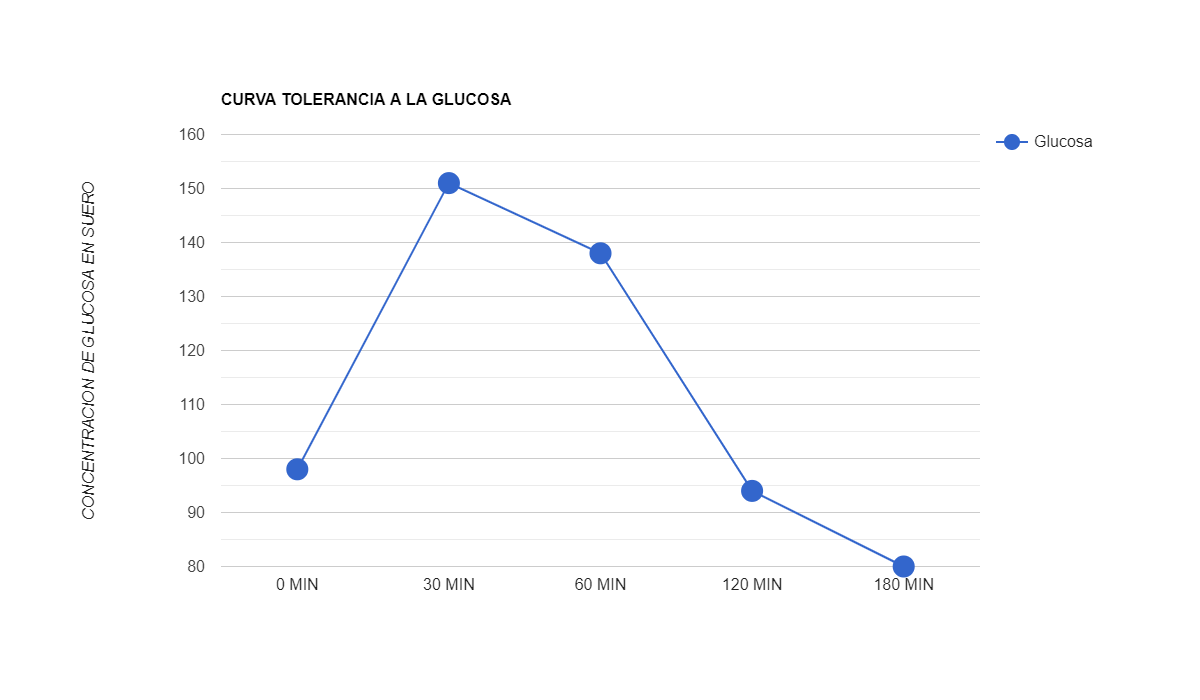 CURVA TOLERANCIA A LA GLUCOSA
160
150
140
130
120
110
100
90
80
CONCENTRACION DE GLUCOSA EN SUERO
0 MIN
30 MIN
60 MIN
120 MIN
180 MIN
Glucosa